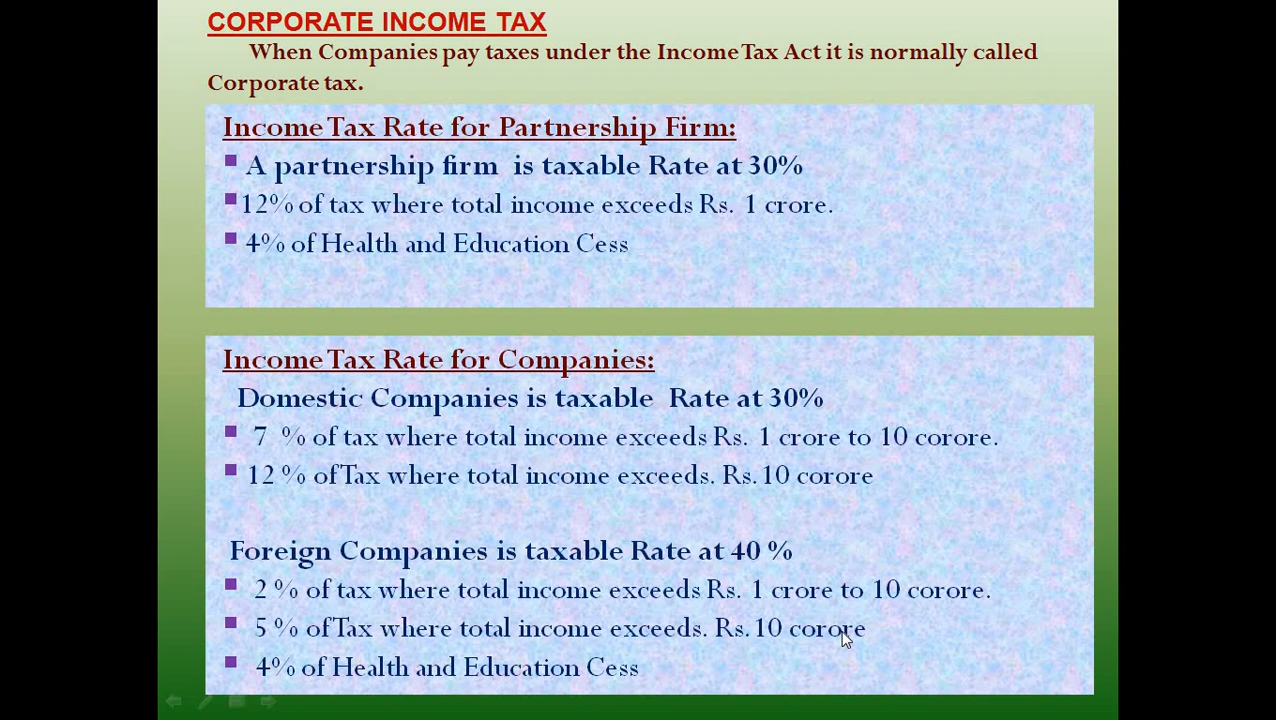 CORPORATE INCOME TAX
When Companies pay taxes under the Income Tax Act it is normally called
Corporate tax.
Income Tax Rate for Partnership Firm:
A partnership firm is taxable Rate at 30%
12% of tax where total income exceeds Rs. 1 crore.
4% of Health and Education Cess
Income Tax Rate for Companies:
Domestic Companies is taxable Rate at 30%
7 % of tax where total income exceeds Rs. 1 crore to 10 corore.
12 % of Tax where total income exceeds. Rs. 10 corore
Foreign Companies is taxable Rate at 40 %
2 % of tax where total income exceeds Rs. 1 crore to 10 corore.
5 % of Tax where total income exceeds. Rs. 10 corore
4% of Health and Education Cess